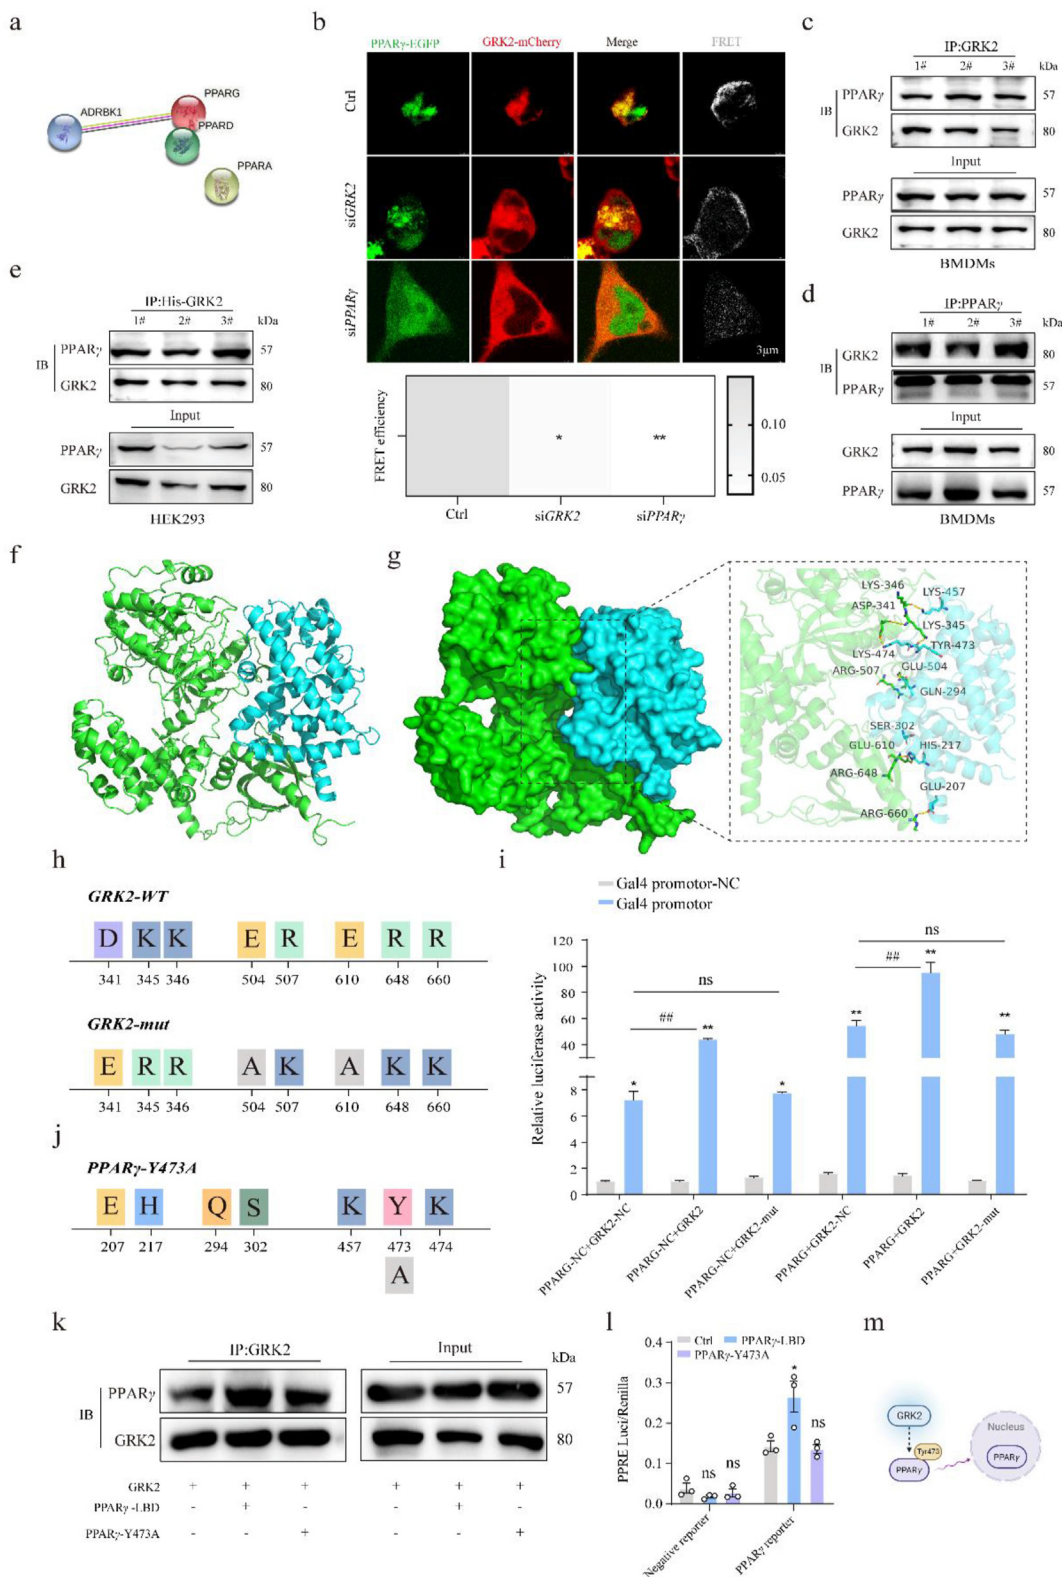 a
ADRBK1
PPARG
PPARD
PPARA
b
PPARγ-EGFP GRK2-mCherry Merge FRET
Ctrl
siGRK2
siPPARγ
3μm
FRET efficiency
* **
0.10
0.05
Ctrl siGRK2 siPPARγ
c
IP:GRK2
1# 2# 3# kDa
IB
PPARγ 57
GRK2 80
Input
PPARγ 57
GRK2 80
BMDMs
d
IP:PPARγ
1# 2# 3# kDa
IB
GRK2 80
PPARγ 57
Input
GRK2 80
PPARγ 57
BMDMs
e
IP:His-GRK2
1# 2# 3# kDa
IB
PPARγ 57
GRK2 80
Input
PPARγ 57
GRK2 80
HEK293
f
g
LYS-346
LYS-457
ASP-341
LYS-345
LYS-474 TYR-473
ARG-507 GLU-504
GLN-294
SER-302
GLU-610 HIS-217
ARG-648
GLU-207
ARG-660
h
GRK2-WT
D K K E R E R R
341 345 346 504 507 610 648 660
GRK2-mut
E R R A K A K K
341 345 346 504 507 610 648 660
i
Gal4 promotor-NC
Gal4 promotor
Relative luciferase activity
120
100
80
60
40
8
6
4
2
0
ns
##
* ** *
ns
##
** ** **
PPARG-NC+GRK2-NC
PPARG-NC+GRK2
PPARG-NC+GRK2-mut
PPARG+GRK2-NC
PPARG+GRK2
PPARG+GRK2-mut
j
PPARγ-Y473A
E H Q S K Y K
207 217 294 302 457 473 474
A
k
IP:GRK2 Input kDa
IB
PPARγ 57
GRK2 80
GRK2 + + + + + +
PPARγ-LBD - + - - + -
PPARγ-Y473A - - + - - +
l
Ctrl PPARγ-LBD
PPARγ-Y473A
PPRE Luci/Renilla
0.4
0.3
0.2
0.1
0.0
ns ns
* ns
Negative reporter
PPARγ reporter
m
GRK2
Tyr473
PPARγ
Nucleus
PPARγ